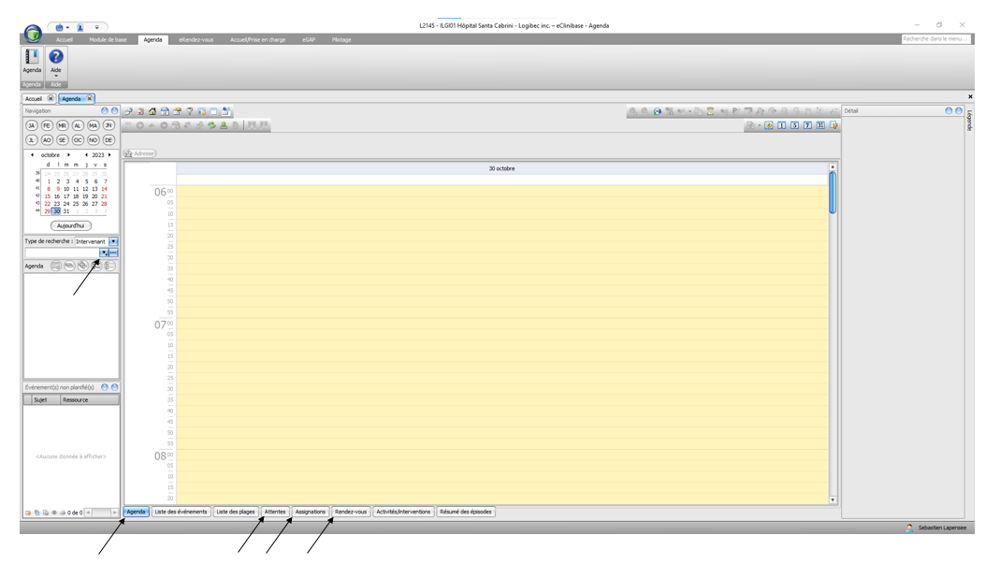 L2145 - ILGI01 Hôpital Santa Cabrini - Logibec inc. – eClinibase - Agenda
Accueil Module de base Agenda eRendez-vous Accueil/Prise en charge eGAP Pilotage Recherche dans le menu...
Agenda Aide
Agenda Aide
Accueil Agenda
Navigation
JA FE MR AL MA JN
JL AO SE OC NO DE
octobre 2023
d l m m j v s
39 24 25 26 27 28 29 30
40 1 2 3 4 5 6 7
41 8 9 10 11 12 13 14
42 15 16 17 18 19 20 21
43 22 23 24 25 26 27 28
44 29 30 31 1 2 3 4
Aujourd'hui
Type de recherche : Intervenant
Agenda
Événement(s) non planifié(s)
Sujet Ressource
<Aucune donnée à afficher>
0 de 0
1 5 7 31
Adresse
30 octobre
06 00
05
10
15
20
25
30
35
40
45
50
55
07 00
05
10
15
20
25
30
35
40
45
50
55
08 00
05
10
15
20
Agenda Liste des événements Liste des plages Attentes Assignations Rendez-vous Activités/interventions Résumé des épisodes
Détail
Légende
Sebastien Lapensee